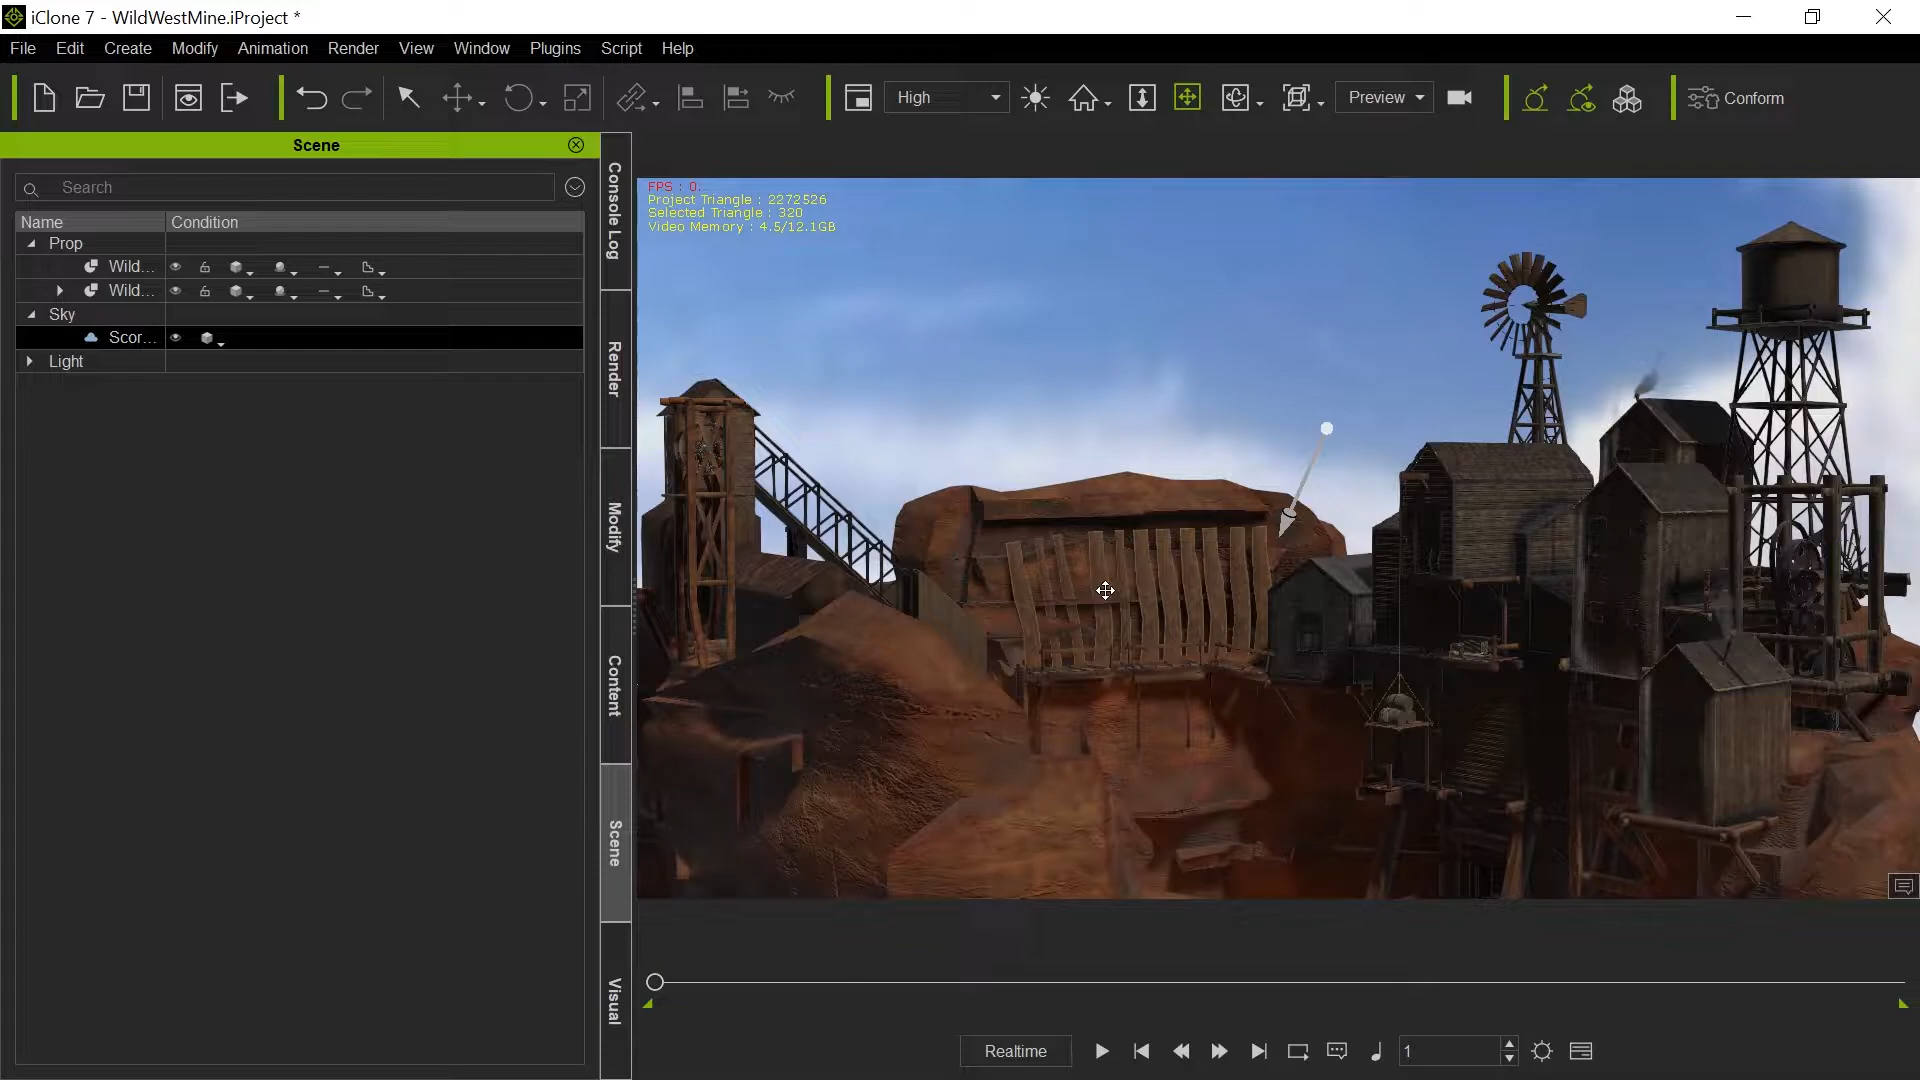 iClone 7 - WildWestMine.iProject *
File Edit Create Modify Animation Render View Window Plugins Script Help
High
Preview
Conform
Scene
Search
Name Condition
Prop
Wild...
Wild...
Sky
Scor...
Light
Console Log
Render
Modify
Content
Scene
Visual
FPS : 0.
Project Triangle : 2272526
Selected Triangle : 320
Video Memory : 4.5/12.1GB
Realtime
1